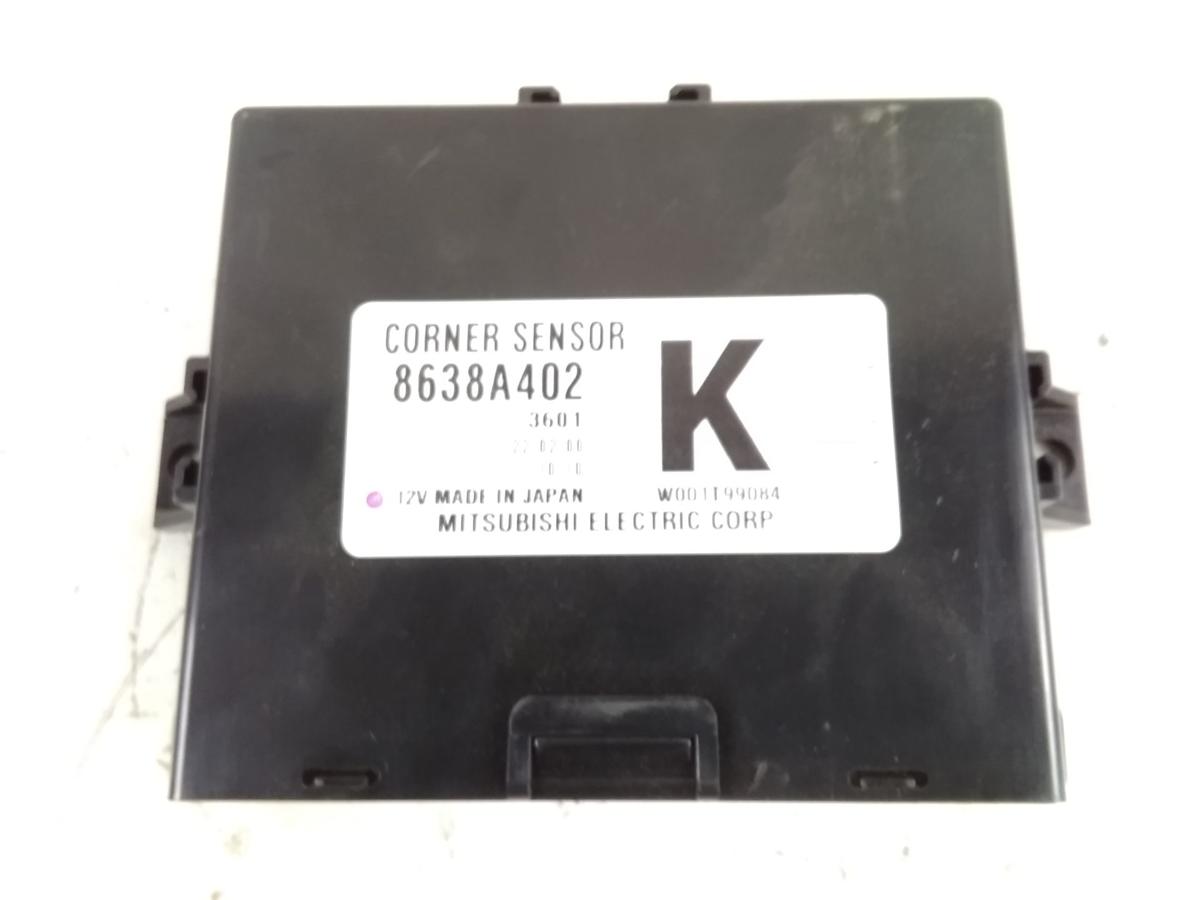 CORNER SENSOR
K
8638A402
3601
12V MADE IN JAPAN
W001T99084
MITSUBISHI ELECTRIC CORP